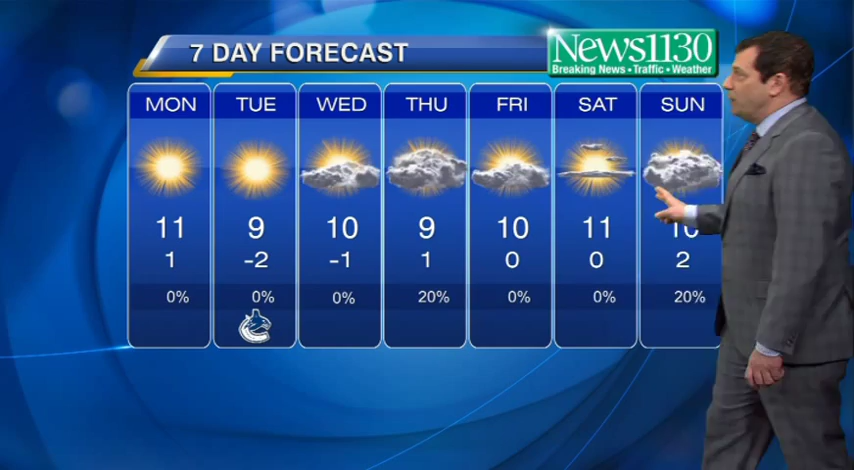 7 DAY FORECAST
News1130
Breaking News • Traffic • Weather
MON TUE WED THU FRI SAT SUN
11 9 10 9 10 11 10
1 -2 -1 1 0 0 2
0% 0% 0% 20% 0% 0% 20%